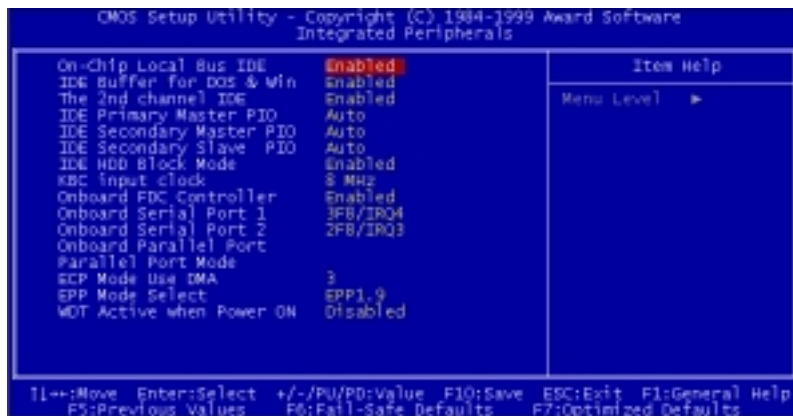 CMOS Setup Utility - Copyright (C) 1984-1999 Award Software
Integrated Peripherals
On-Chip Local Bus IDE Enabled
IDE Buffer for DOS & Win Enabled
The 2nd channel IDE Enabled
IDE Primary Master PIO Auto
IDE Secondary Master PIO Auto
IDE Secondary Slave PIO Auto
IDE HDD Block Mode Enabled
KBC input clock 8 MHz
Onboard FDC Controller Enabled
Onboard Serial Port 1 3F8/IRQ4
Onboard Serial Port 2 2F8/IRQ3
Onboard Parallel Port
Parallel Port Mode
ECP Mode Use DMA 3
EPP Mode Select EPP1.9
WDT Active when Power ON Disabled
Item Help
Menu Level ►
↑↓→←:Move Enter:Select +/-/PU/PD:Value F10:Save ESC:Exit F1:General Help
F5:Previous Values F6:Fail-Safe Defaults F7:Optimized Defaults